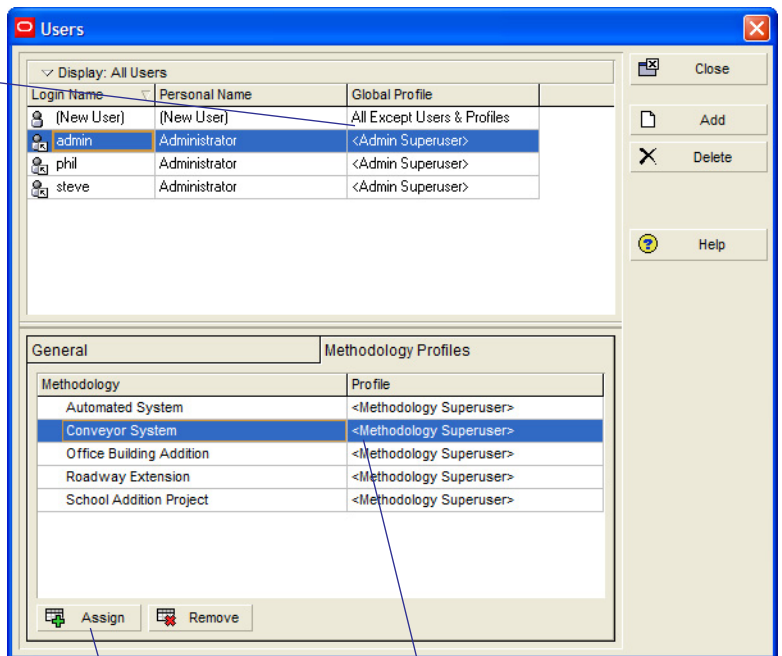 Users
Display: All Users
Login Name Personal Name Global Profile
(New User) (New User) All Except Users & Profiles
admin Administrator <Admin Superuser>
phil Administrator <Admin Superuser>
steve Administrator <Admin Superuser>
Close
Add
Delete
Help
General Methodology Profiles
Methodology Profile
Automated System <Methodology Superuser>
Conveyor System <Methodology Superuser>
Office Building Addition <Methodology Superuser>
Roadway Extension <Methodology Superuser>
School Addition Project <Methodology Superuser>
Assign Remove